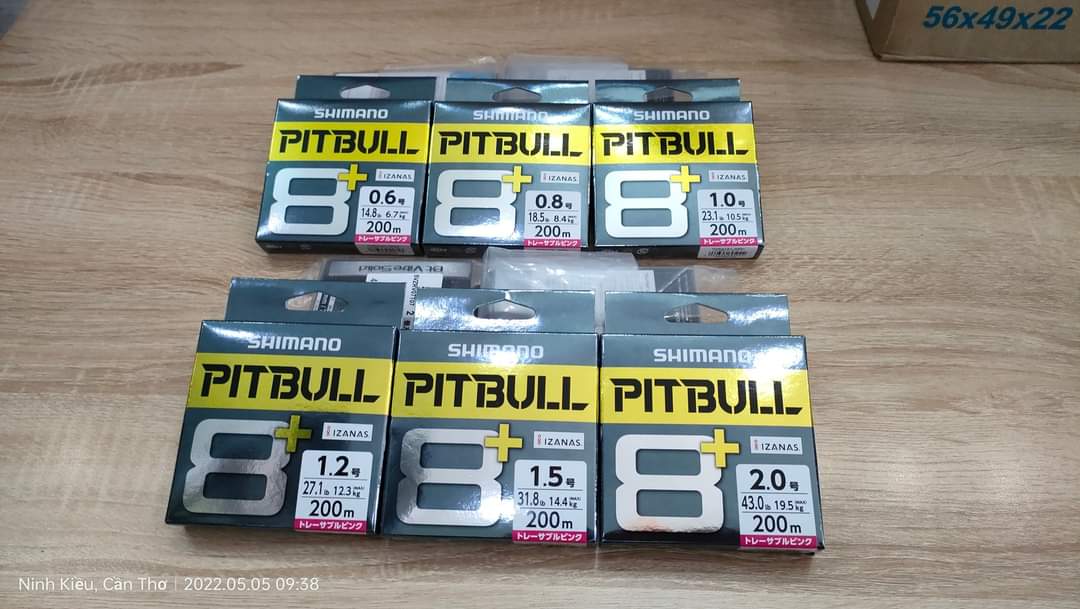 56x49x22
SHIMANO
PITBULL
8+
IZANAS
0.6号
14.8lb 6.7kg
200m
トレーサブルピンク
SHIMANO
PITBULL
8+
IZANAS
0.8号
18.5lb 8.4kg
200m
トレーサブルピンク
SHIMANO
PITBULL
8+
IZANAS
1.0号
23.1lb 10.5kg
200m
トレーサブルピンク
Bt Vibe Solid
SHIMANO
PITBULL
8+
IZANAS
1.2号
27.1lb 12.3kg (MAX)
200m
トレーサブルピンク
SHIMANO
PITBULL
8+
IZANAS
1.5号
31.8lb 14.4kg (MAX)
200m
トレーサブルピンク
SHIMANO
PITBULL
8+
IZANAS
2.0号
43.0lb 19.5kg (MAX)
200m
トレーサブルピンク
Ninh Kiều, Cần Thơ | 2022.05.05 09:38